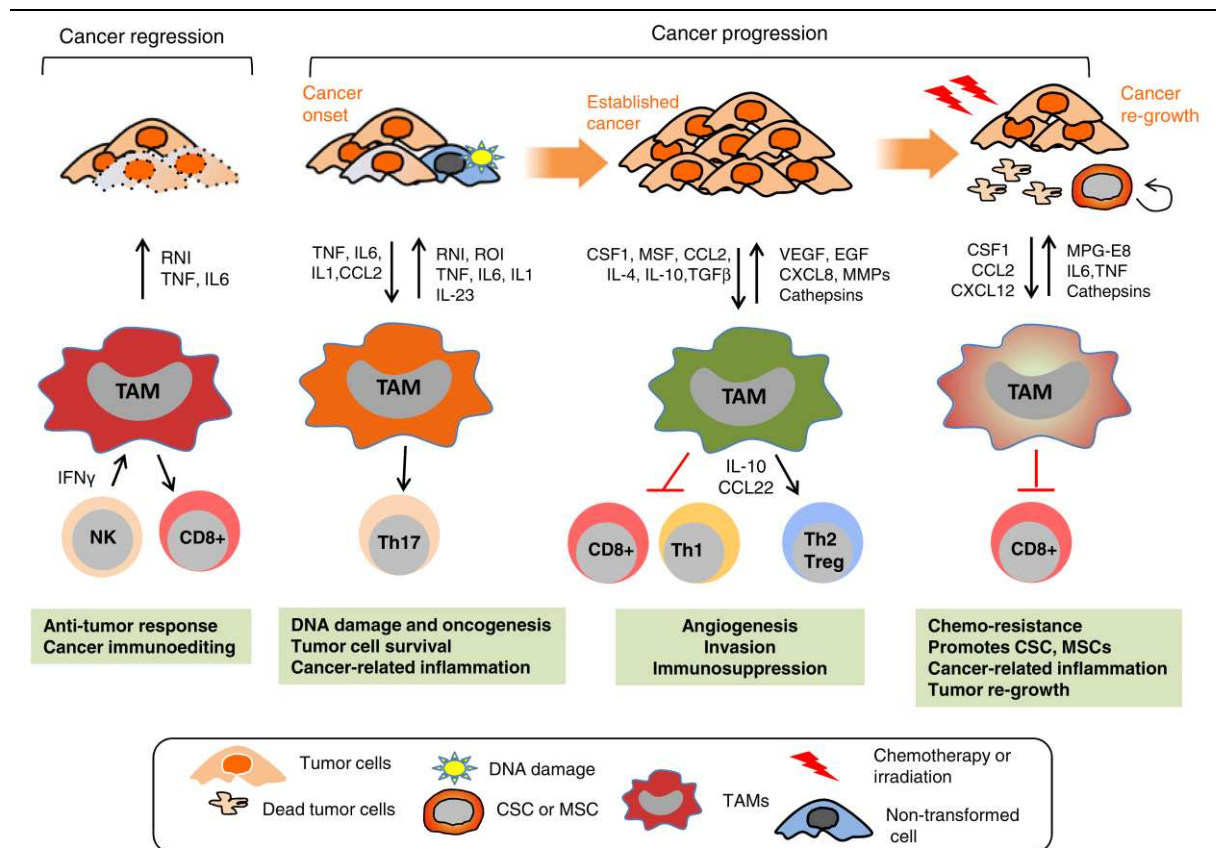 Cancer regression
Cancer progression
Cancer
onset
Established
cancer
Cancer
re-growth
RNI
TNF, IL6
TNF, IL6,
IL1,CCL2
RNI, ROI
TNF, IL6, IL1
IL-23
CSF1, MSF, CCL2,
IL-4, IL-10,TGFβ
VEGF, EGF
CXCL8, MMPs
Cathepsins
CSF1
CCL2
CXCL12
MPG-E8
IL6,TNF
Cathepsins
TAM
TAM
TAM
TAM
IFNγ
IL-10
CCL22
NK
CD8+
Th17
CD8+
Th1
Th2
Treg
CD8+
Anti-tumor response
Cancer immunoediting
DNA damage and oncogenesis
Tumor cell survival
Cancer-related inflammation
Angiogenesis
Invasion
Immunosuppression
Chemo-resistance
Promotes CSC, MSCs
Cancer-related inflammation
Tumor re-growth
Tumor cells
Dead tumor cells
DNA damage
CSC or MSC
TAMs
Chemotherapy or
irradiation
Non-transformed
cell